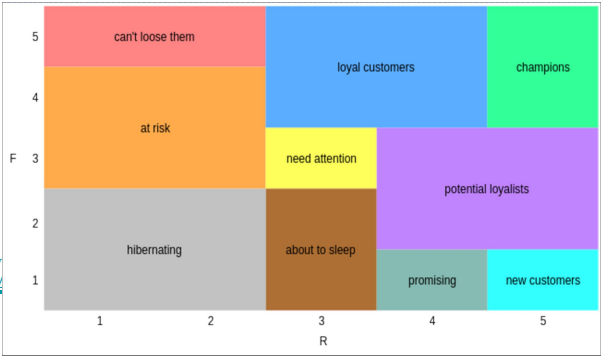 5
can't loose them
loyal customers
champions
4
at risk
F
3
need attention
potential loyalists
2
hibernating
about to sleep
1
promising
new customers
1
2
3
4
5
R